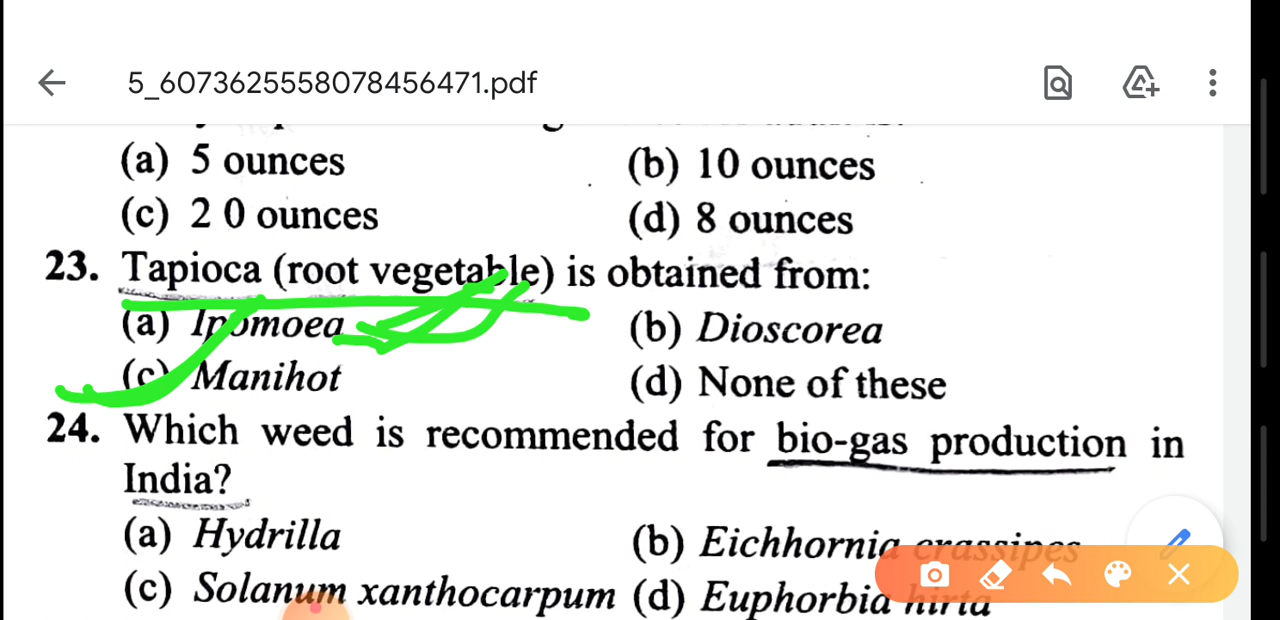 5_6073625558078456471.pdf
(a) 5 ounces (b) 10 ounces
(c) 2 0 ounces (d) 8 ounces
23. Tapioca (root vegetable) is obtained from:
(a) Ipomoea (b) Dioscorea
(c) Manihot (d) None of these
24. Which weed is recommended for bio-gas production in
India?
(a) Hydrilla (b) Eichhornia crassipes
(c) Solanum xanthocarpum (d) Euphorbia hirta